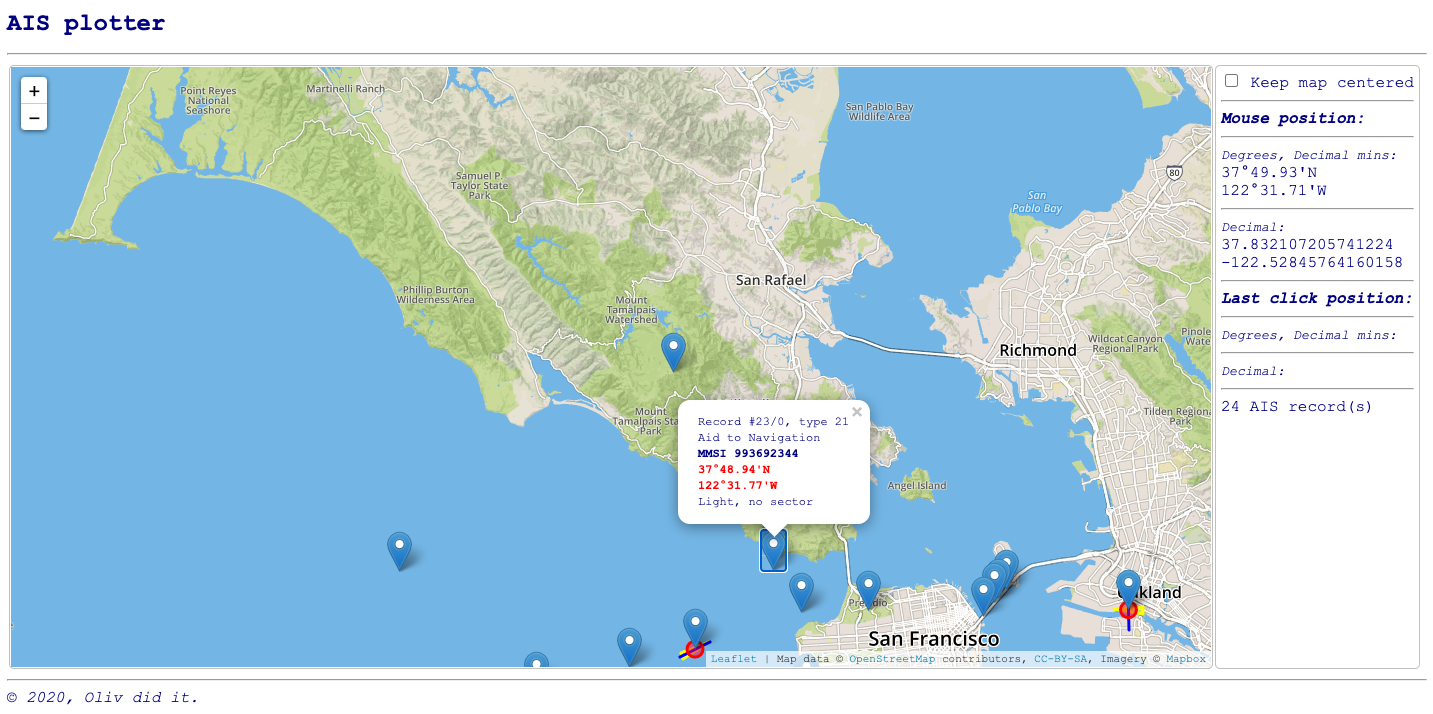 AIS plotter
+
−
Point Reyes
National
Seashore
Martinelli Ranch
San Pablo Bay
Wildlife Area
Samuel P.
Taylor State
Park
80
San
Pablo Bay
San Rafael
Phillip Burton
Wilderness Area
Mount
Tamalpais
Watershed
Richmond
Wildcat Canyon
Regional Park
Mount
Tamalpais Sta
Park
Tilden Regiona
Park
Record #23/0, type 21
Aid to Navigation
MMSI 993692344
37°48.94'N
122°31.77'W
Light, no sector
×
Angel Island
Presidio
Oakland
San Francisco
Leaflet | Map data © OpenStreetMap contributors, CC-BY-SA, Imagery © Mapbox
Keep map centered
Mouse position:
Degrees, Decimal mins:
37°49.93'N
122°31.71'W
Decimal:
37.832107205741224
-122.52845764160158
Last click position:
Degrees, Decimal mins:
Decimal:
24 AIS record(s)
© 2020, Oliv did it.